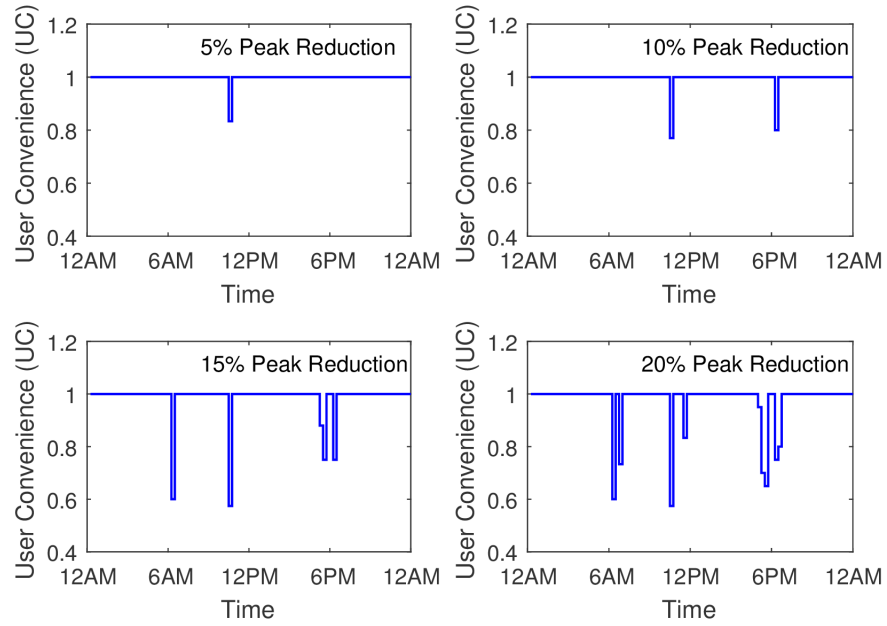 5% Peak Reduction
User Convenience (UC)
1.2
1
0.8
0.6
0.4
12AM 6AM 12PM 6PM 12AM
Time
10% Peak Reduction
User Convenience (UC)
1.2
1
0.8
0.6
0.4
12AM 6AM 12PM 6PM 12AM
Time
15% Peak Reduction
User Convenience (UC)
1.2
1
0.8
0.6
0.4
12AM 6AM 12PM 6PM 12AM
Time
20% Peak Reduction
User Convenience (UC)
1.2
1
0.8
0.6
0.4
12AM 6AM 12PM 6PM 12AM
Time